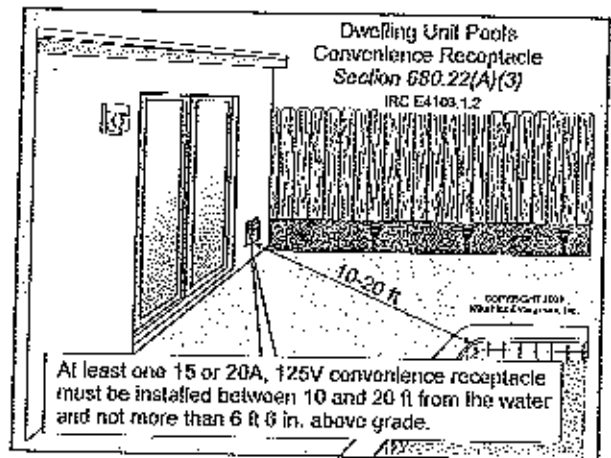 Dwelling Unit Pools
Convenience Receptacle
Section 680.22(A)(3)
IRC E4103.1.2
10-20 ft
COPYRIGHT
At least one 15 or 20A, 125V convenience receptacle
must be installed between 10 and 20 ft from the water
and not more than 6 ft 6 in. above grade.